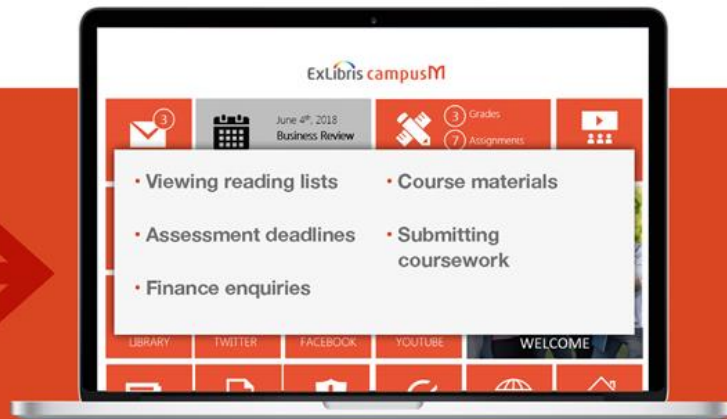 ExLibris campusM
3
June 4th, 2018
Business Review
3 Grades
7 Assignments
• Viewing reading lists
• Assessment deadlines
• Finance enquiries
• Course materials
• Submitting
coursework
LIBRARY
TWITTER
FACEBOOK
YOUTUBE
WELCOME